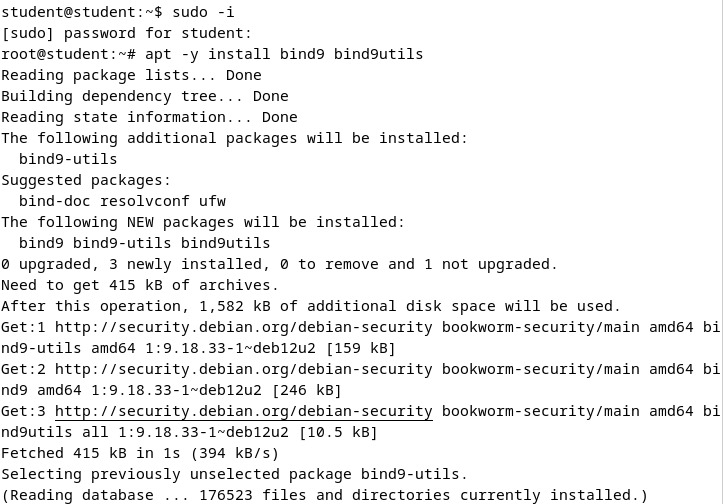 student@student:~$ sudo -i
[sudo] password for student:
root@student:~# apt -y install bind9 bind9utils
Reading package lists... Done
Building dependency tree... Done
Reading state information... Done
The following additional packages will be installed:
  bind9-utils
Suggested packages:
  bind-doc resolvconf ufw
The following NEW packages will be installed:
  bind9 bind9-utils bind9utils
0 upgraded, 3 newly installed, 0 to remove and 1 not upgraded.
Need to get 415 kB of archives.
After this operation, 1,582 kB of additional disk space will be used.
Get:1 http://security.debian.org/debian-security bookworm-security/main amd64 bi
nd9-utils amd64 1:9.18.33-1~deb12u2 [159 kB]
Get:2 http://security.debian.org/debian-security bookworm-security/main amd64 bi
nd9 amd64 1:9.18.33-1~deb12u2 [246 kB]
Get:3 http://security.debian.org/debian-security bookworm-security/main amd64 bi
nd9utils all 1:9.18.33-1~deb12u2 [10.5 kB]
Fetched 415 kB in 1s (394 kB/s)
Selecting previously unselected package bind9-utils.
(Reading database ... 176523 files and directories currently installed.)